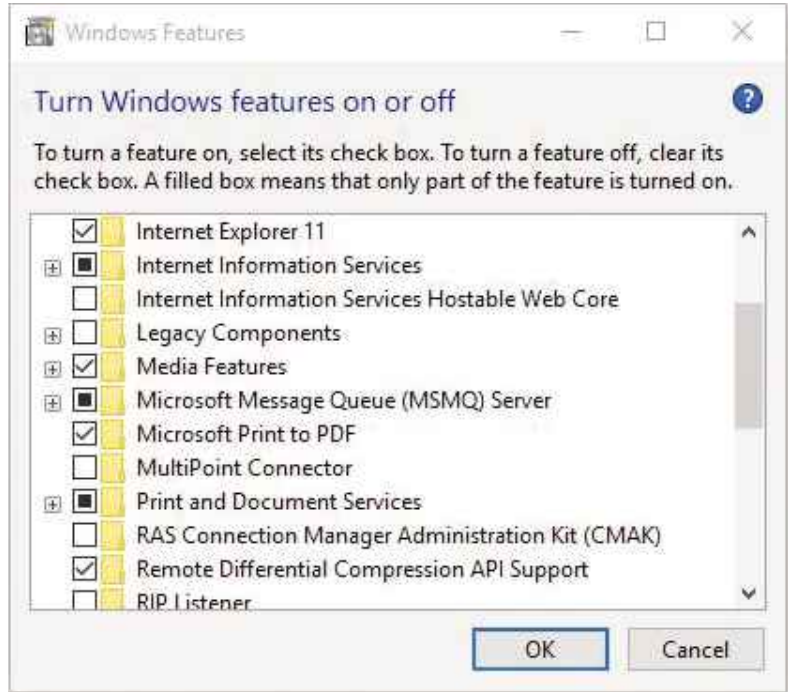 Windows Features
Turn Windows features on or off
To turn a feature on, select its check box. To turn a feature off, clear its
check box. A filled box means that only part of the feature is turned on.
Internet Explorer 11
Internet Information Services
Internet Information Services Hostable Web Core
Legacy Components
Media Features
Microsoft Message Queue (MSMQ) Server
Microsoft Print to PDF
MultiPoint Connector
Print and Document Services
RAS Connection Manager Administration Kit (CMAK)
Remote Differential Compression API Support
RIP Listener
OK
Cancel